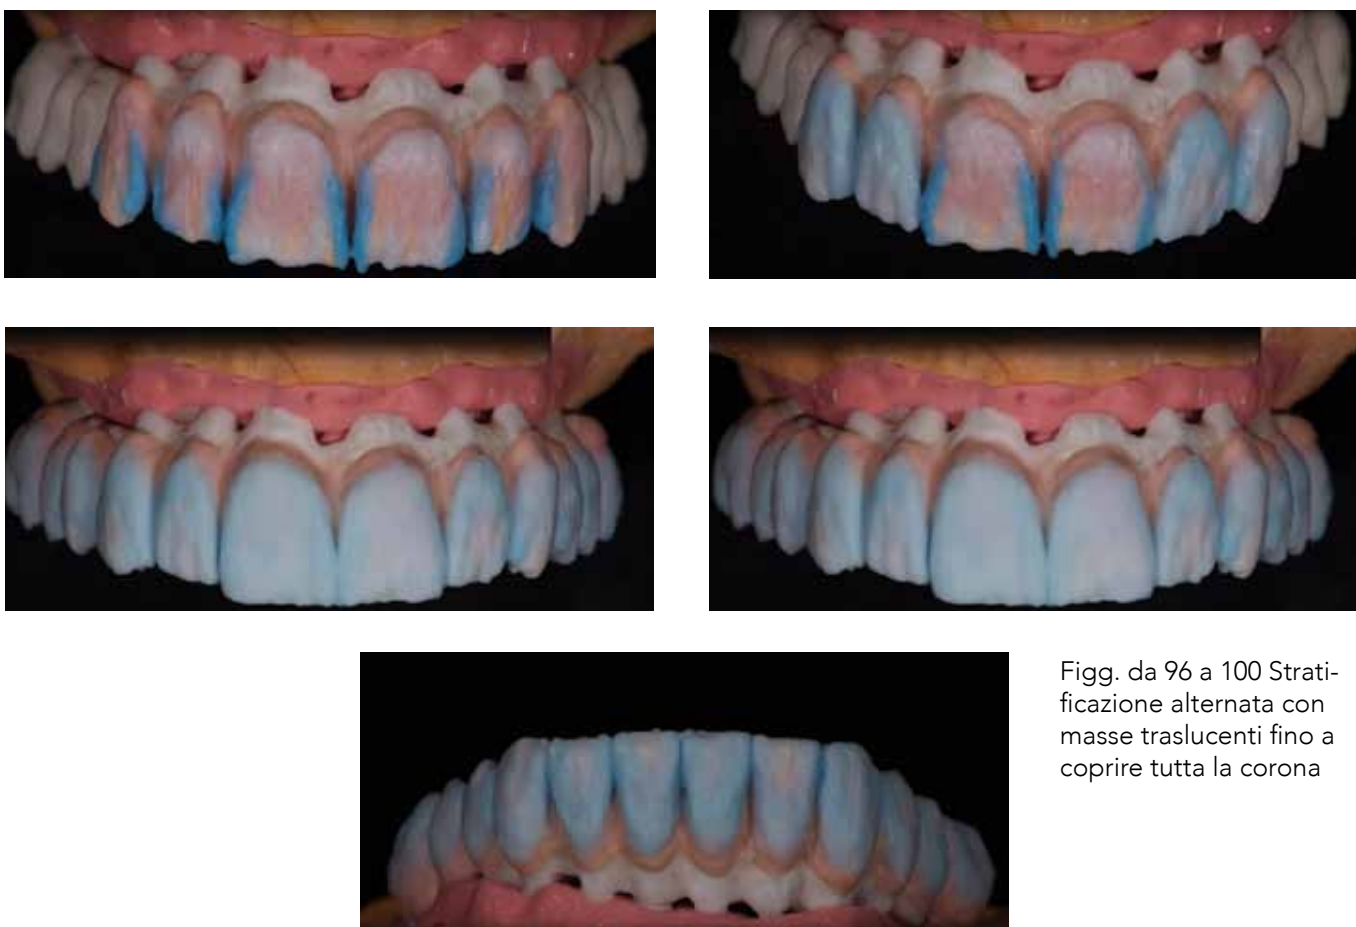 Figg. da 96 a 100 Strati-
ficazione alternata con
masse traslucenti fino a
coprire tutta la corona